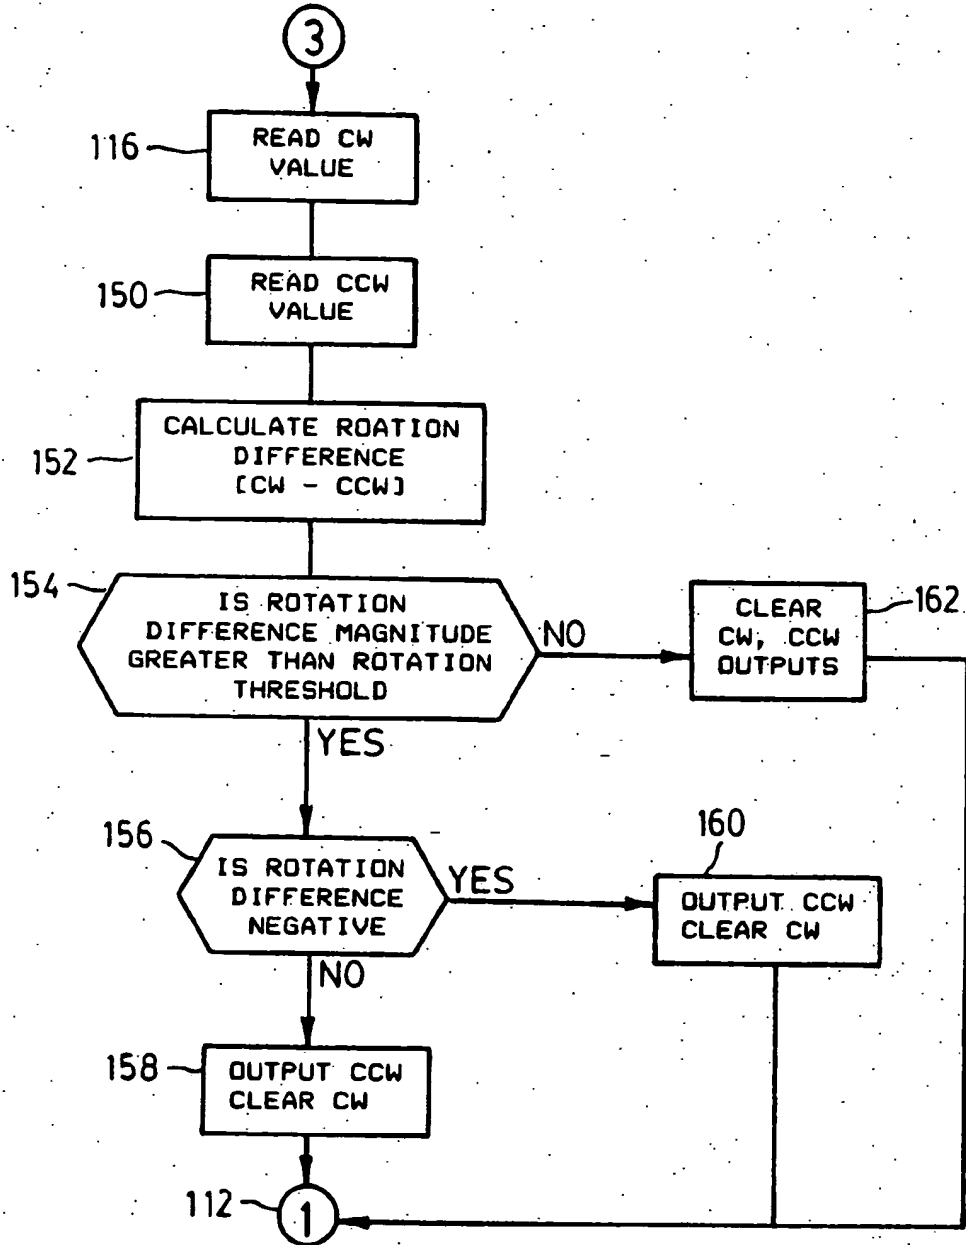 3
116
READ CW
VALUE
150
READ CCW
VALUE
152
CALCULATE ROATION
DIFFERENCE
[CW - CCW]
154
IS ROTATION
DIFFERENCE MAGNITUDE
GREATER THAN ROTATION
THRESHOLD
NO
CLEAR
CW, CCW
OUTPUTS
162
YES
156
IS ROTATION
DIFFERENCE
NEGATIVE
YES
160
OUTPUT CCW
CLEAR CW
NO
158
OUTPUT CCW
CLEAR CW
112
1